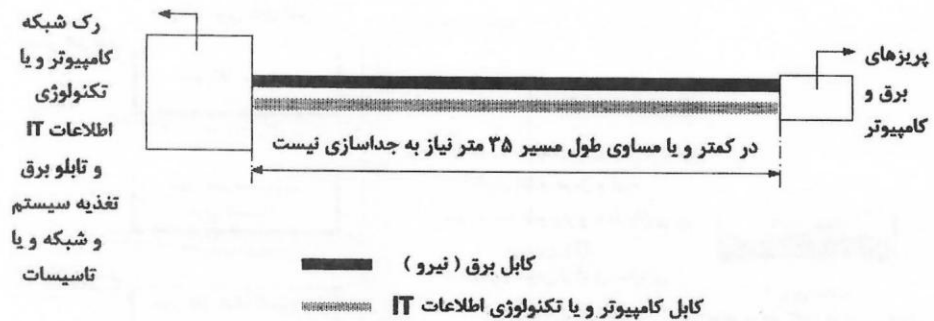 رک شبکه
کامپیوتر و یا
تکنولوژی
اطلاعات IT
و تابلو برق
تغذیه سیستم
و شبکه و یا
تاسیسات
پریزهای
برق و
کامپیوتر
در کمتر و یا مساوی طول مسیر ۳۵ متر نیاز به جداسازی نیست
کابل برق ( نیرو )
کابل کامپیوتر و یا تکنولوژی اطلاعات IT